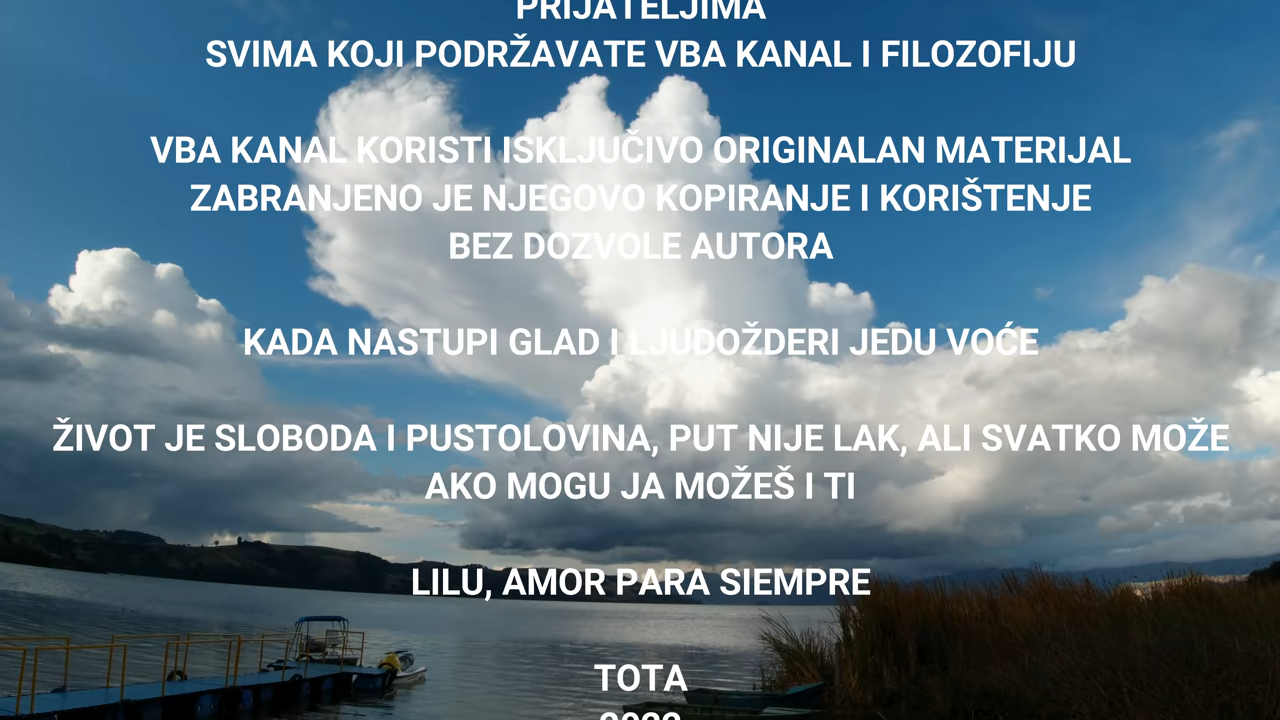 PRIJATELJIMA
SVIMA KOJI PODRŽAVATE VBA KANAL I FILOZOFIJU
VBA KANAL KORISTI ISKLJUČIVO ORIGINALAN MATERIJAL
ZABRANJENO JE NJEGOVO KOPIRANJE I KORIŠTENJE
BEZ DOZVOLE AUTORA
KADA NASTUPI GLAD I LJUDOŽDERI JEDU VOĆE
ŽIVOT JE SLOBODA I PUSTOLOVINA, PUT NIJE LAK, ALI SVATKO MOŽE
AKO MOGU JA MOŽEŠ I TI
LILU, AMOR PARA SIEMPRE
TOTA